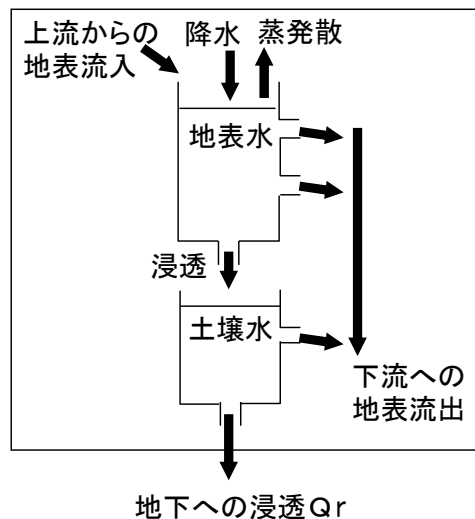 上流からの
地表流入
降水
蒸発散
地表水
浸透
土壌水
下流への
地表流出
地下への浸透Qr